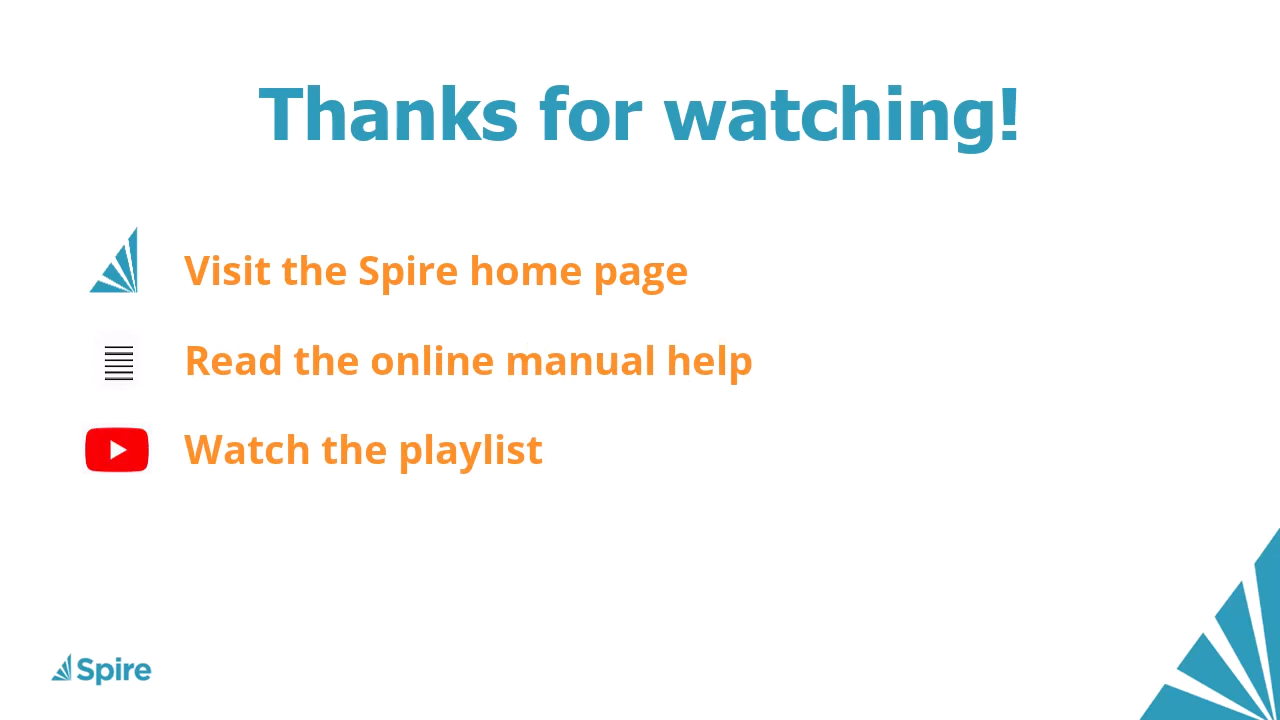 Thanks for watching!
Visit the Spire home page
Read the online manual help
Watch the playlist
Spire